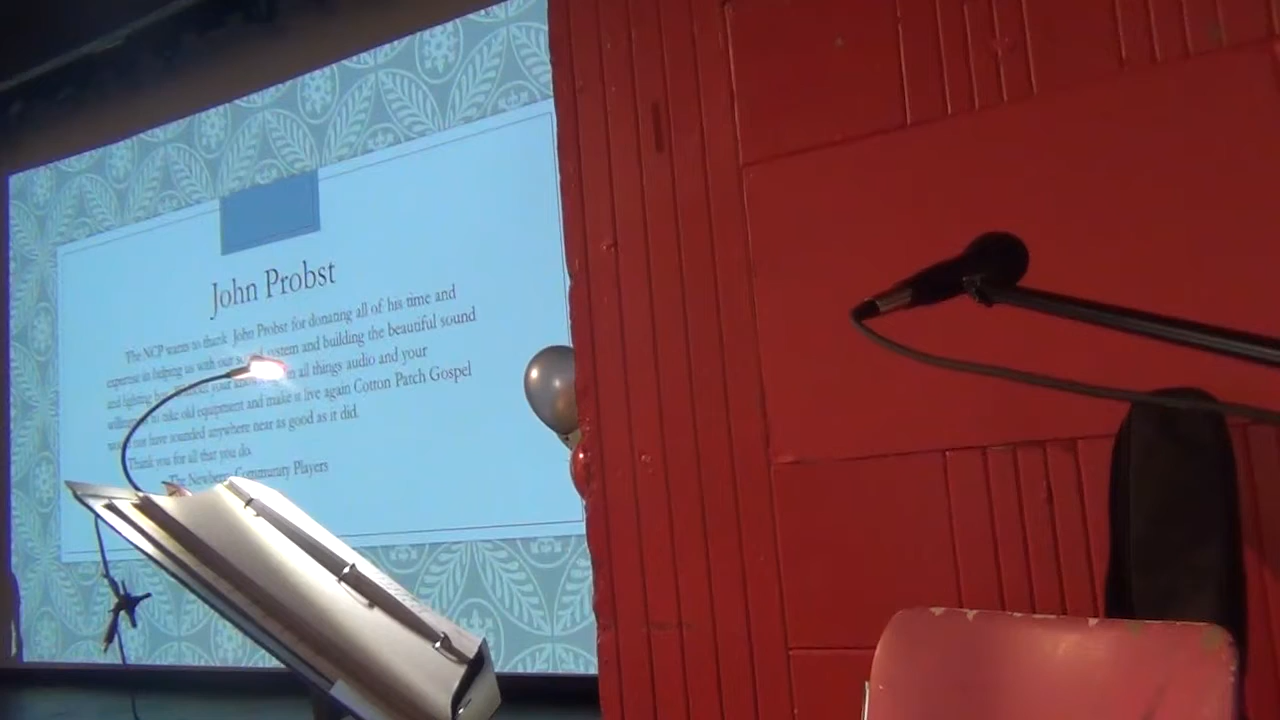 John Probst
The NCP wants to thank John Probst for donating all of his time and
expertise in helping us with our system and building the beautiful sound
and lighting all things audio and your
to take old equipment and make it live again Cotton Patch Gospel
not have sounded anywhere near as good as it did.
Thank you for all that you do.
The Newberry Community Players